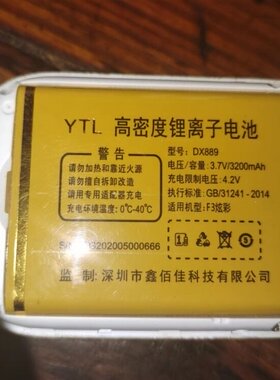 YTL 高密度锂离子电池
警告
请勿加热和靠近火源
请勿擅自拆卸改造
请用专用适配器充电
充电环境温度：0℃-40℃
型号：DX889
电压/容量：3.7V/3200mAh
充电限制电压：4.2V
执行标准：GB/31241-2014
适用机型：F3炫彩
202005000666
监 制：深圳市鑫佰佳科技有限公司